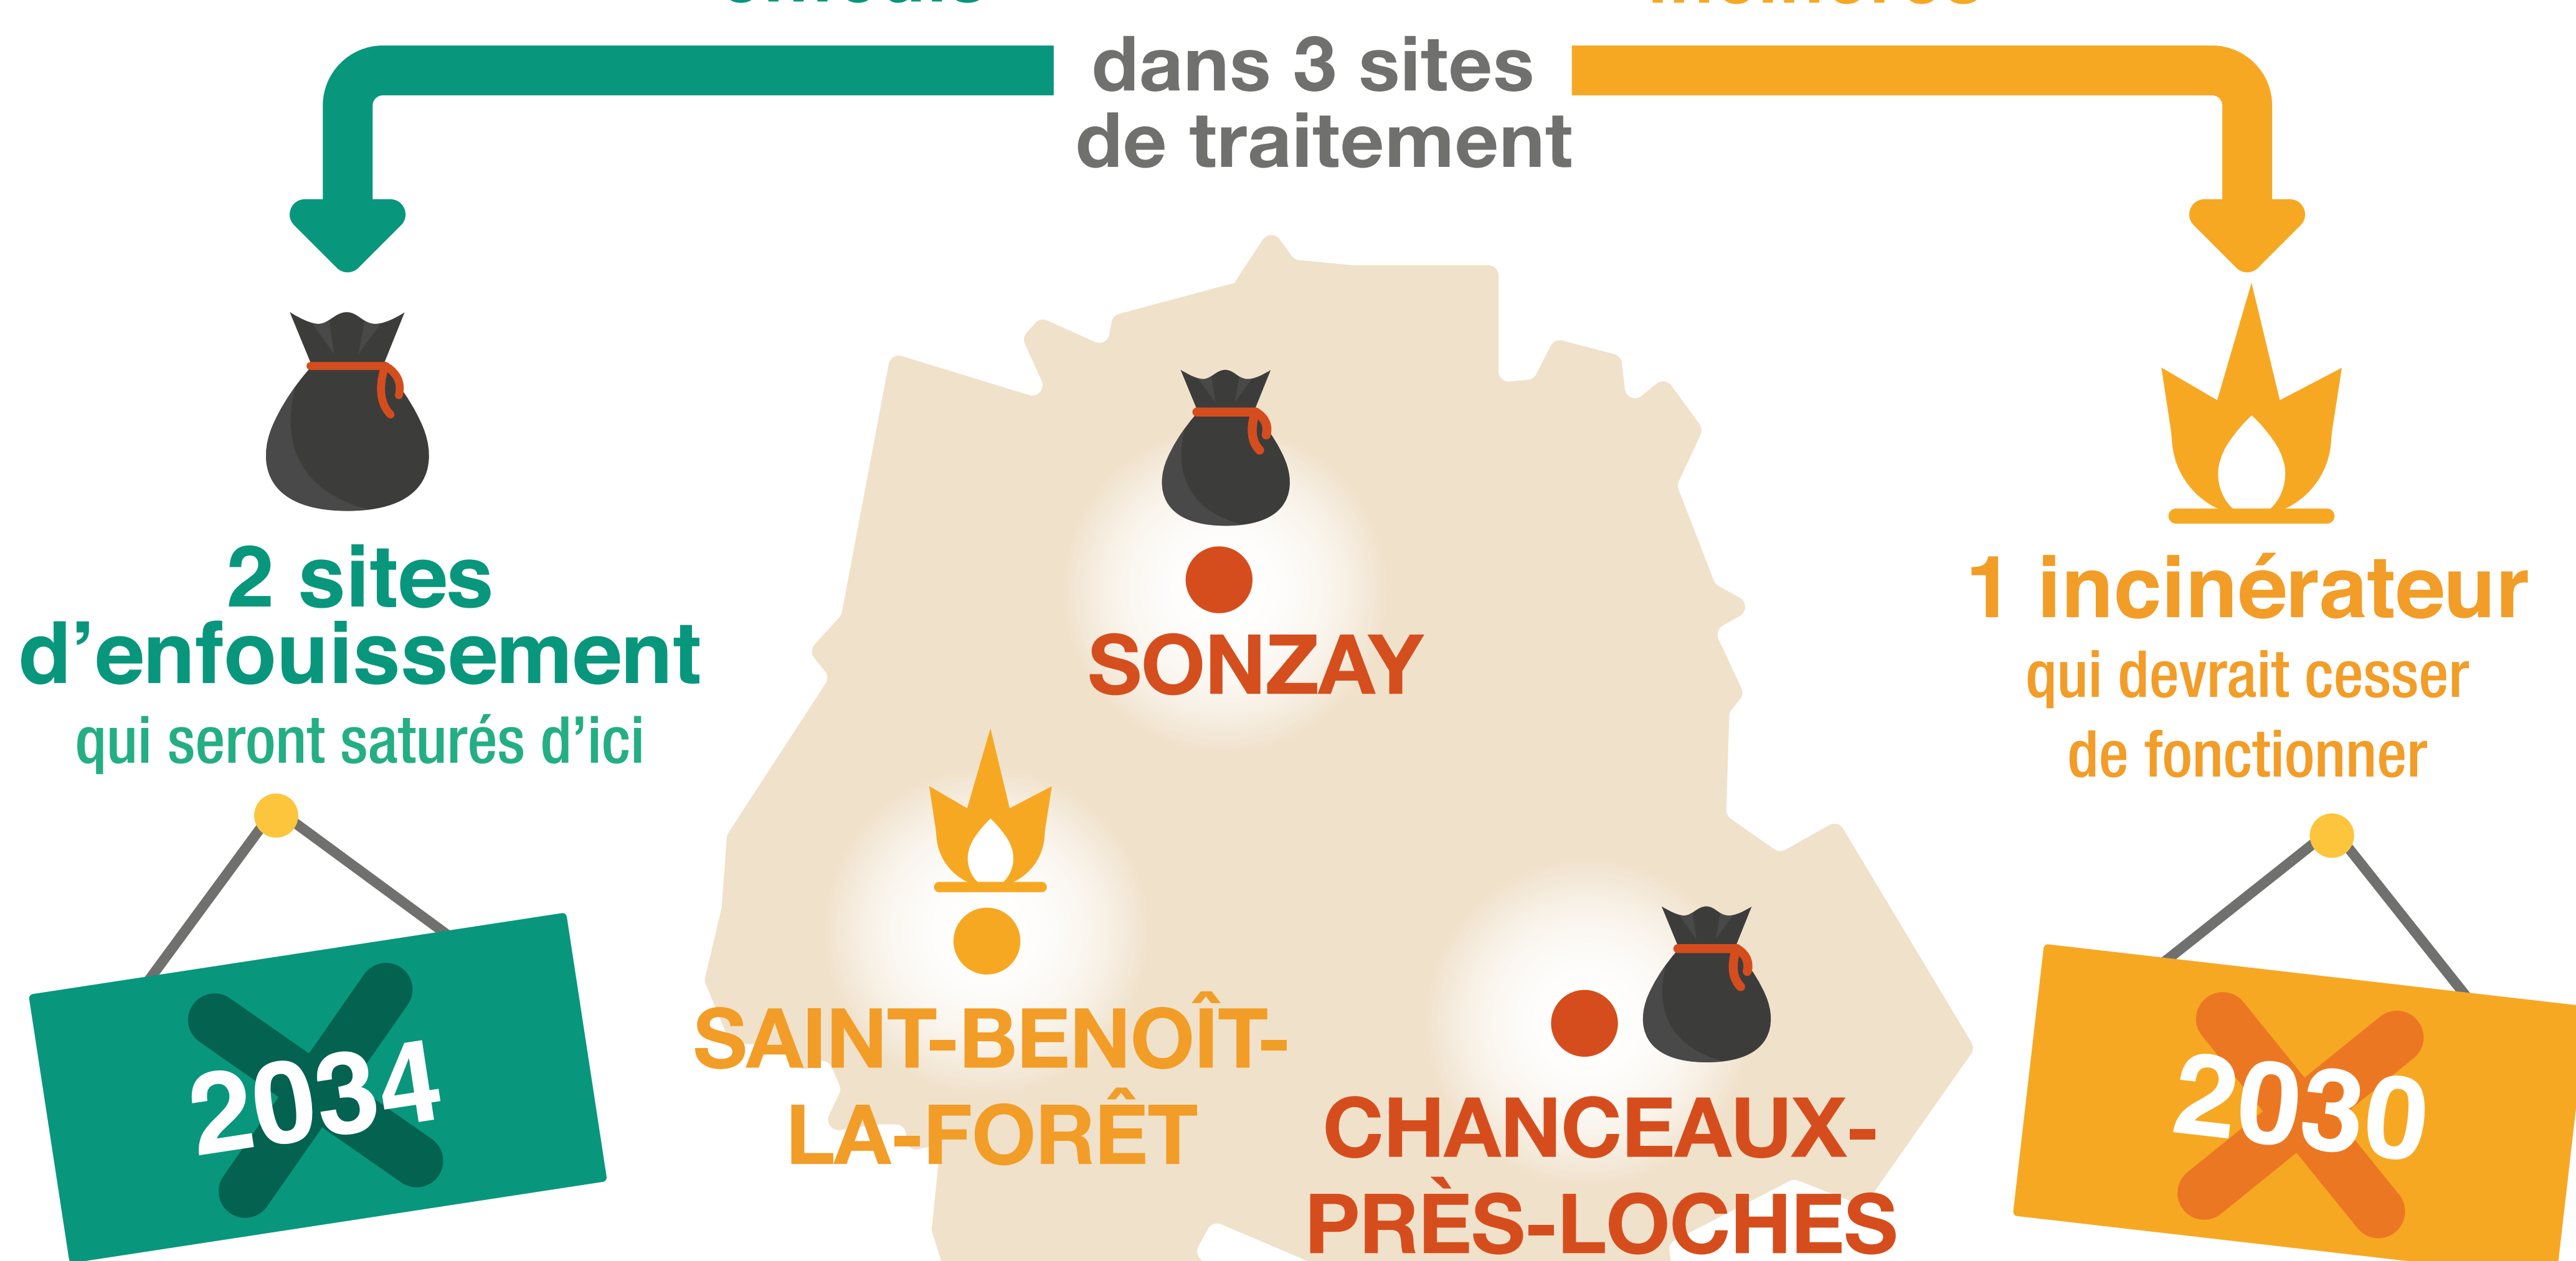 dans 3 sites
de traitement
2 sites
d’enfouissement
qui seront saturés d’ici
2034
SONZAY
SAINT-BENOÎT-
LA-FORÊT
CHANCEAUX-
PRÈS-LOCHES
1 incinérateur
qui devrait cesser
de fonctionner
2030